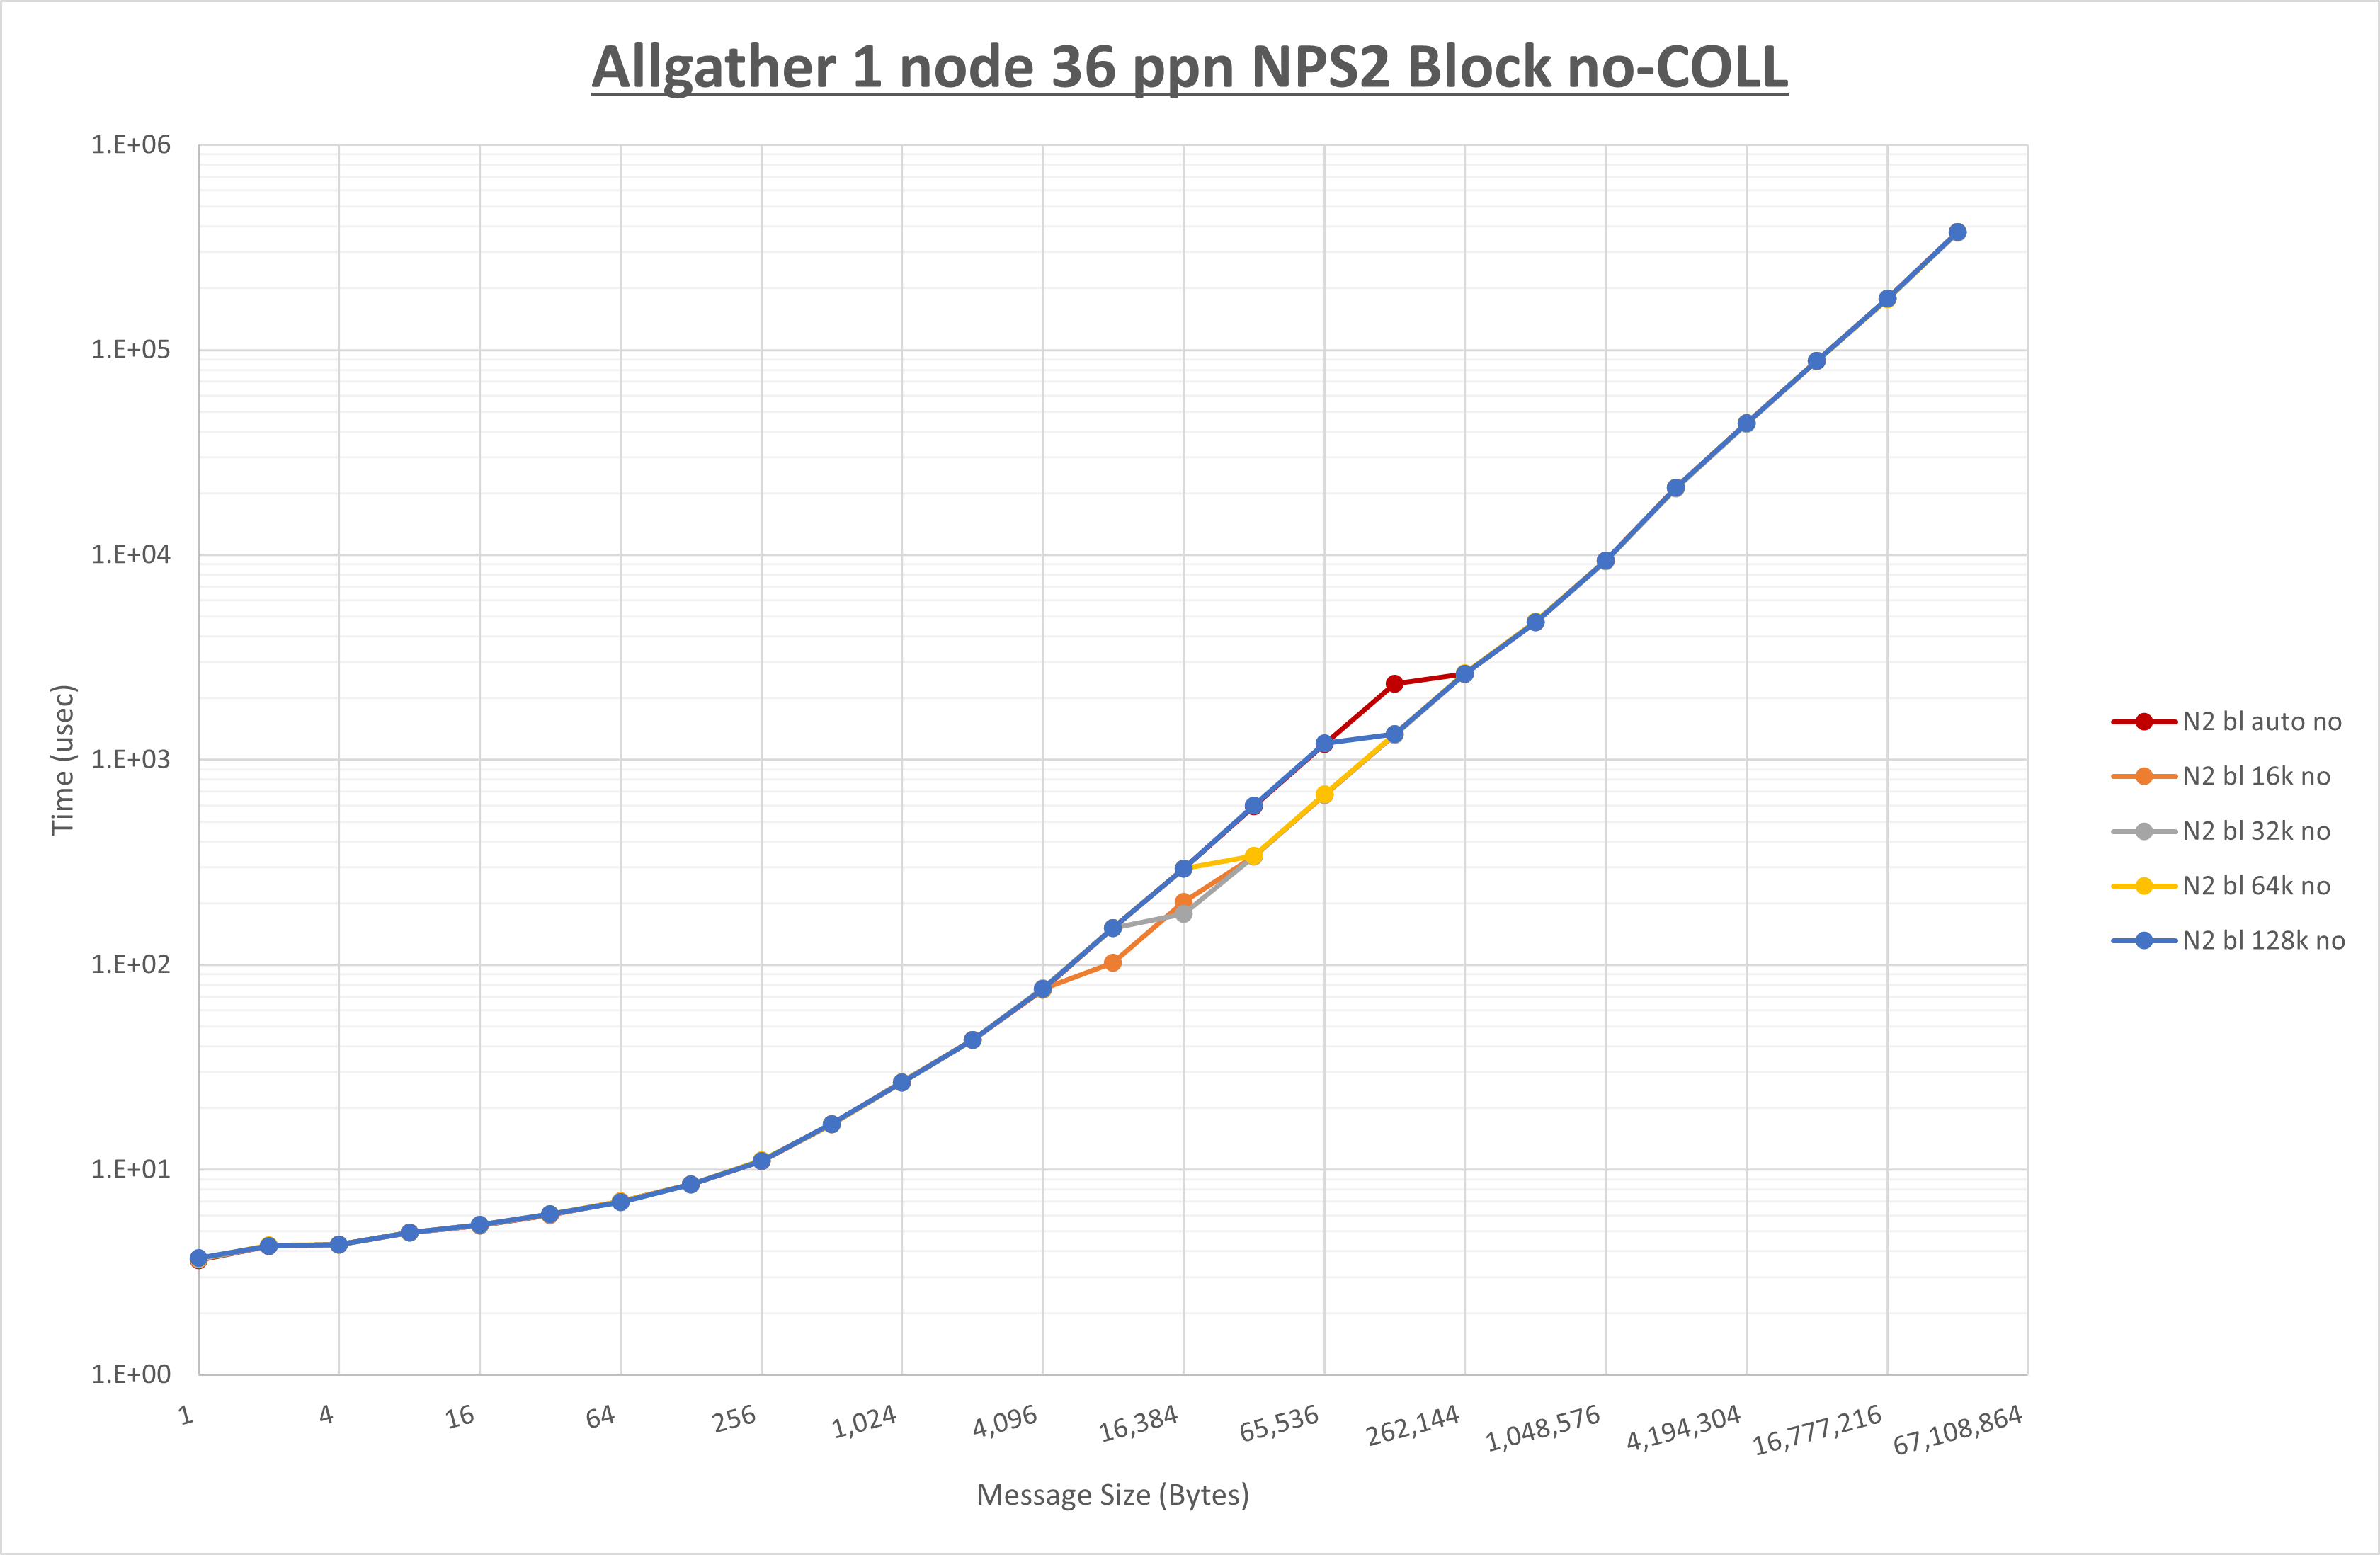 Allgather 1 node 36 ppn NPS2 Block no-COLL
1.E+06
1.E+05
1.E+04
1.E+03
1.E+02
1.E+01
1.E+00
Time (usec)
1
4
16
64
256
1,024
4,096
16,384
65,536
262,144
1,048,576
4,194,304
16,777,216
67,108,864
Message Size (Bytes)
N2 bl auto no
N2 bl 16k no
N2 bl 32k no
N2 bl 64k no
N2 bl 128k no